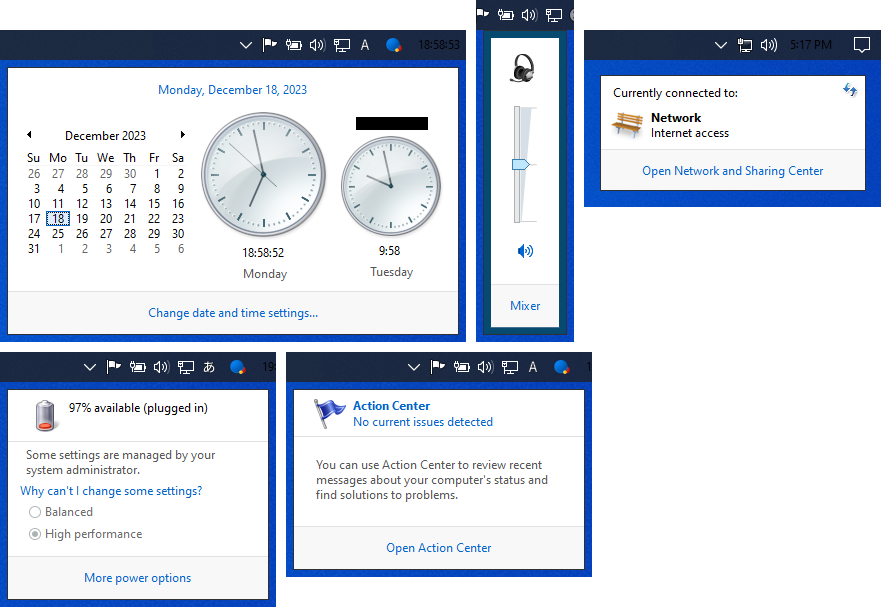 A
18:58:53
Monday, December 18, 2023
December 2023
Su Mo Tu We Th Fr Sa
26 27 28 29 30 1 2
3 4 5 6 7 8 9
10 11 12 13 14 15 16
17 18 19 20 21 22 23
24 25 26 27 28 29 30
31 1 2 3 4 5 6
18:58:52
Monday
9:58
Tuesday
Change date and time settings...
Mixer
5:17 PM
Currently connected to:
Network
Internet access
Open Network and Sharing Center
あ
97% available (plugged in)
Some settings are managed by your
system administrator.
Why can't I change some settings?
Balanced
High performance
More power options
A
Action Center
No current issues detected
You can use Action Center to review recent
messages about your computer's status and
find solutions to problems.
Open Action Center